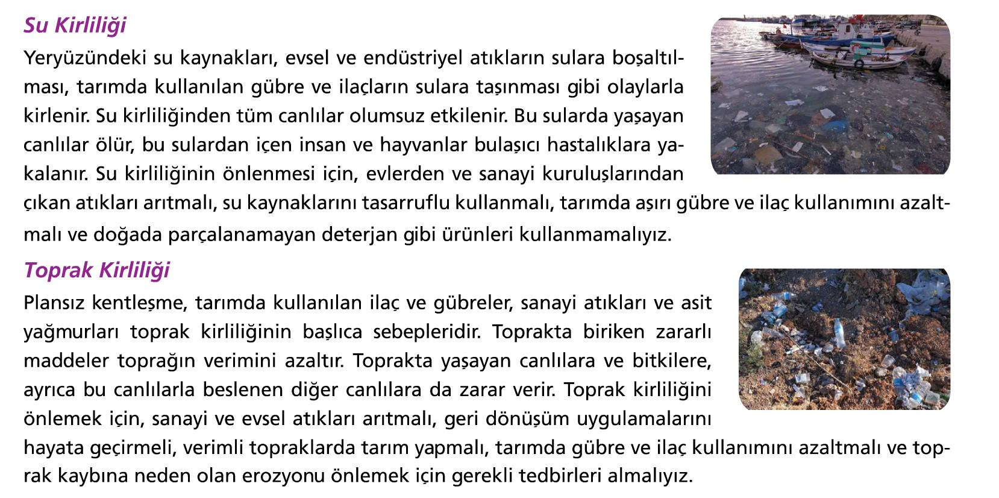 Su Kirliliği
Yeryüzündeki su kaynakları, evsel ve endüstriyel atıkların sulara boşaltıl-
ması, tarımda kullanılan gübre ve ilaçların sulara taşınması gibi olaylarla
kirlenir. Su kirliliğinden tüm canlılar olumsuz etkilenir. Bu sularda yaşayan
canlılar ölür, bu sulardan içen insan ve hayvanlar bulaşıcı hastalıklara ya-
kalanır. Su kirliliğinin önlenmesi için, evlerden ve sanayi kuruluşlarından
çıkan atıkları arıtmalı, su kaynaklarını tasarruflu kullanmalı, tarımda aşırı gübre ve ilaç kullanımını azalt-
malı ve doğada parçalanamayan deterjan gibi ürünleri kullanmamalıyız.
Toprak Kirliliği
Plansız kentleşme, tarımda kullanılan ilaç ve gübreler, sanayi atıkları ve asit
yağmurları toprak kirliliğinin başlıca sebepleridir. Toprakta biriken zararlı
maddeler toprağın verimini azaltır. Toprakta yaşayan canlılara ve bitkilere,
ayrıca bu canlılarla beslenen diğer canlılara da zarar verir. Toprak kirliliğini
önlemek için, sanayi ve evsel atıkları arıtmalı, geri dönüşüm uygulamalarını
hayata geçirmeli, verimli topraklarda tarım yapmalı, tarımda gübre ve ilaç kullanımını azaltmalı ve top-
rak kaybına neden olan erozyonu önlemek için gerekli tedbirleri almalıyız.